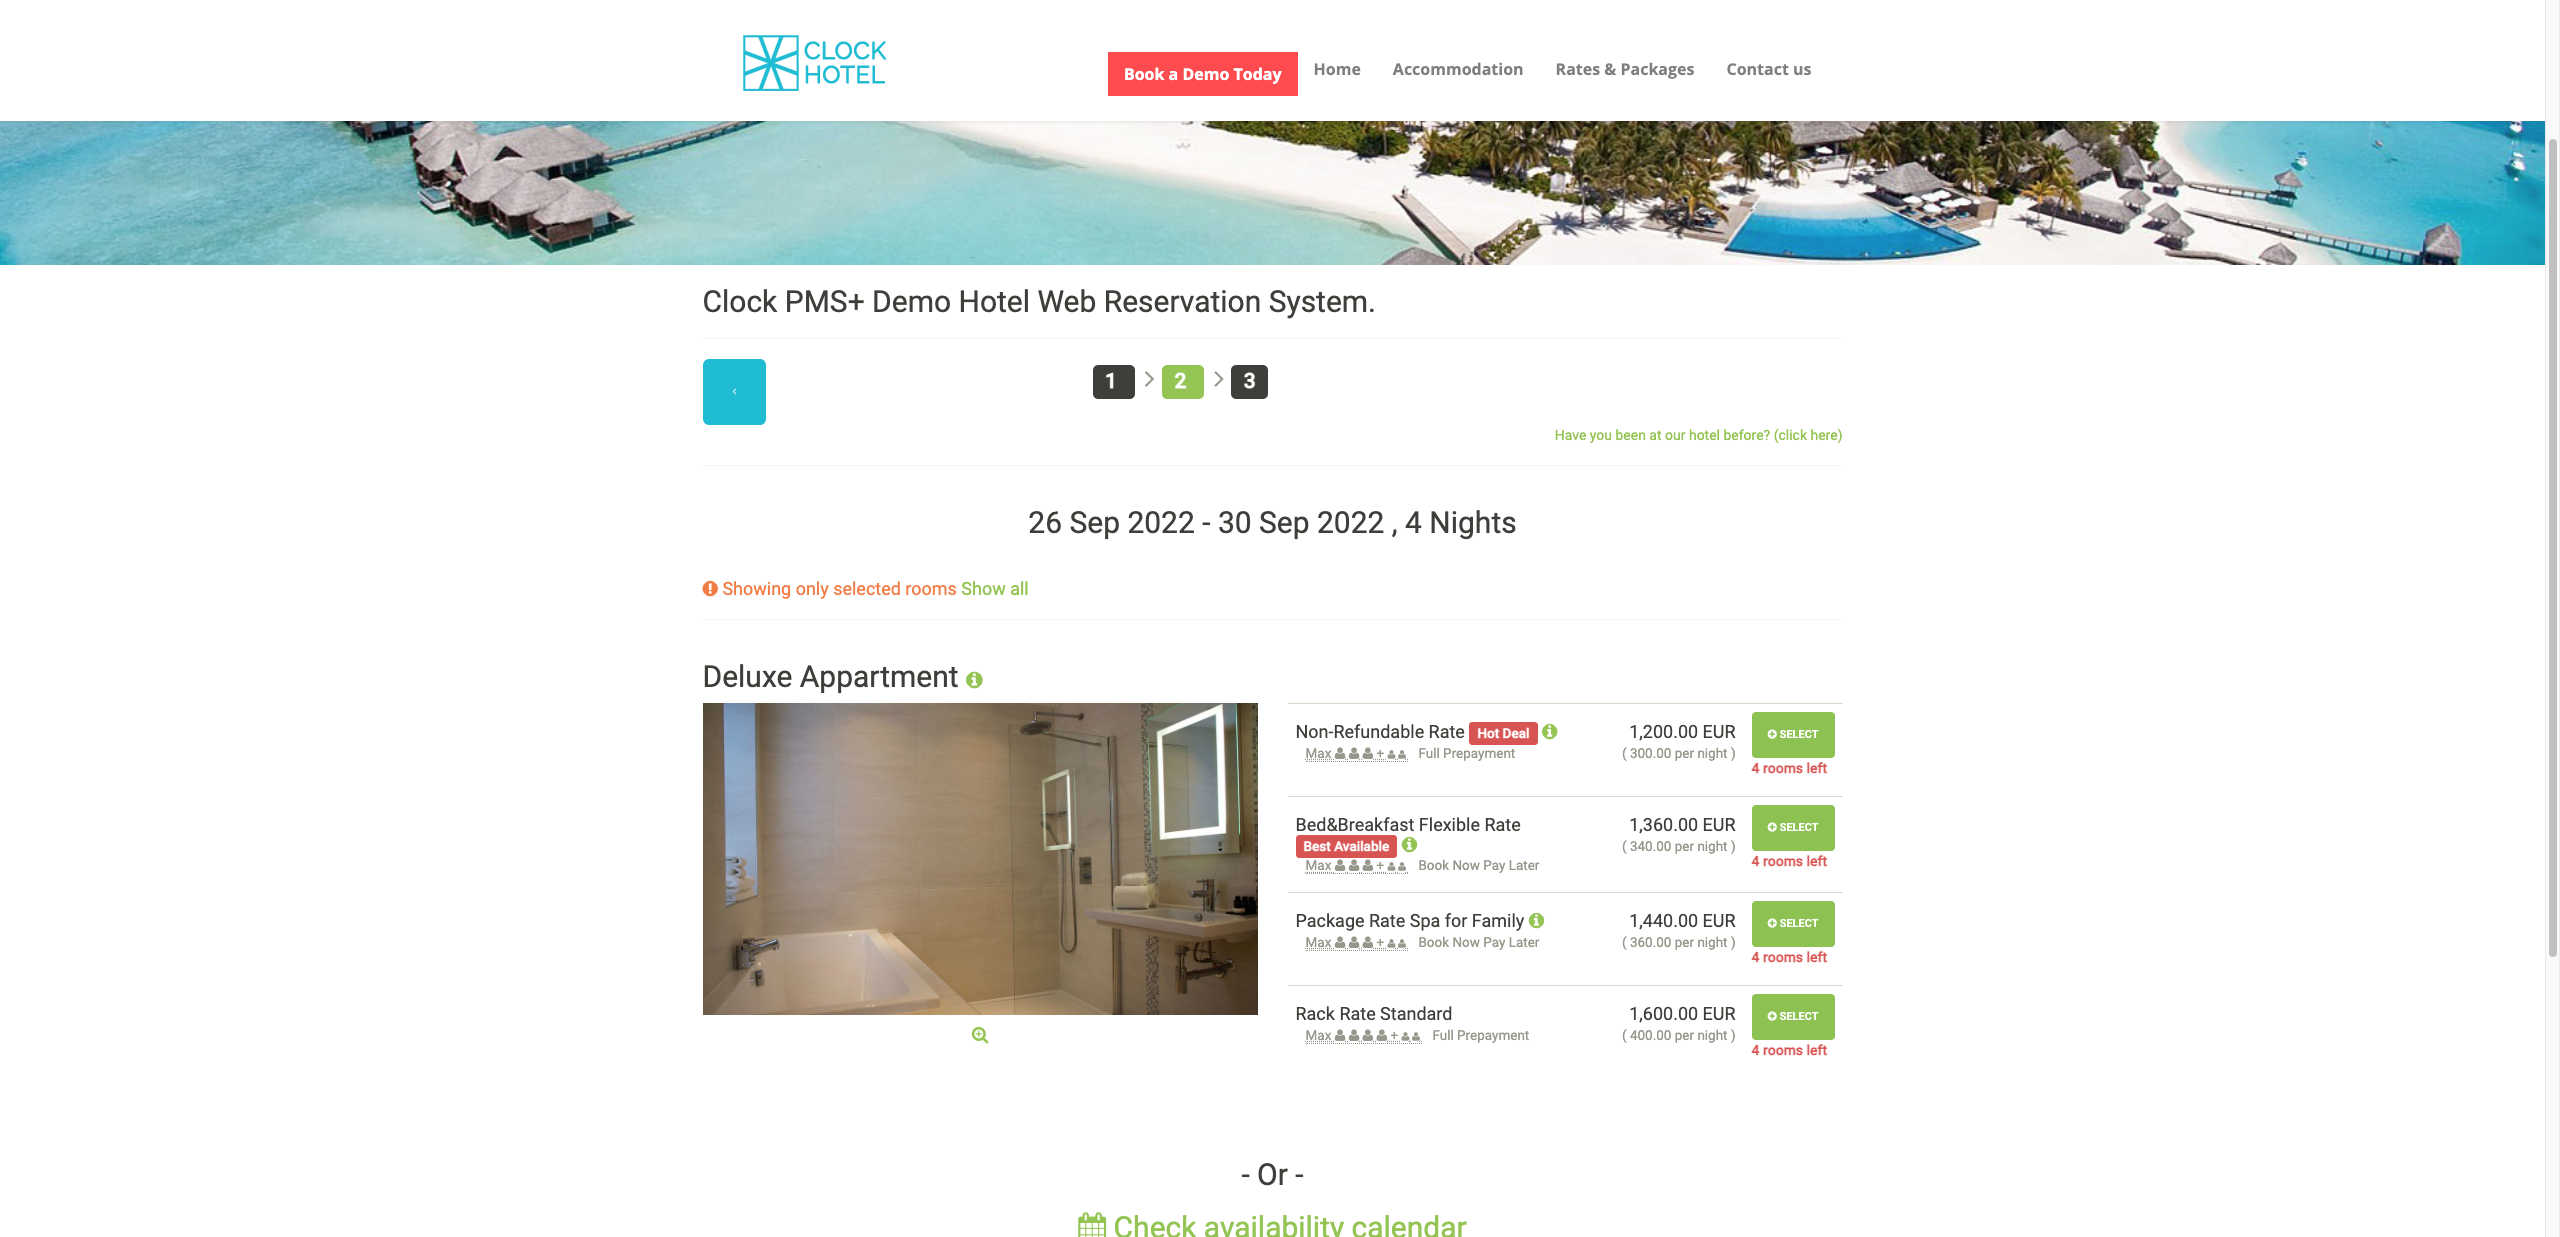 CLOCK
HOTEL
Book a Demo Today Home Accommodation Rates & Packages Contact us
Clock PMS+ Demo Hotel Web Reservation System.
‹ 1 2 3
Have you been at our hotel before? (click here)
26 Sep 2022 - 30 Sep 2022 , 4 Nights
Showing only selected rooms Show all
Deluxe Appartment
Non-Refundable Rate Hot Deal 1,200.00 EUR SELECT
Max + Full Prepayment ( 300.00 per night )
4 rooms left
Bed&Breakfast Flexible Rate 1,360.00 EUR SELECT
Best Available ( 340.00 per night )
Max + Book Now Pay Later 4 rooms left
Package Rate Spa for Family 1,440.00 EUR SELECT
Max + Book Now Pay Later ( 360.00 per night )
4 rooms left
Rack Rate Standard 1,600.00 EUR SELECT
Max + Full Prepayment ( 400.00 per night )
4 rooms left
- Or -
Check availability calendar